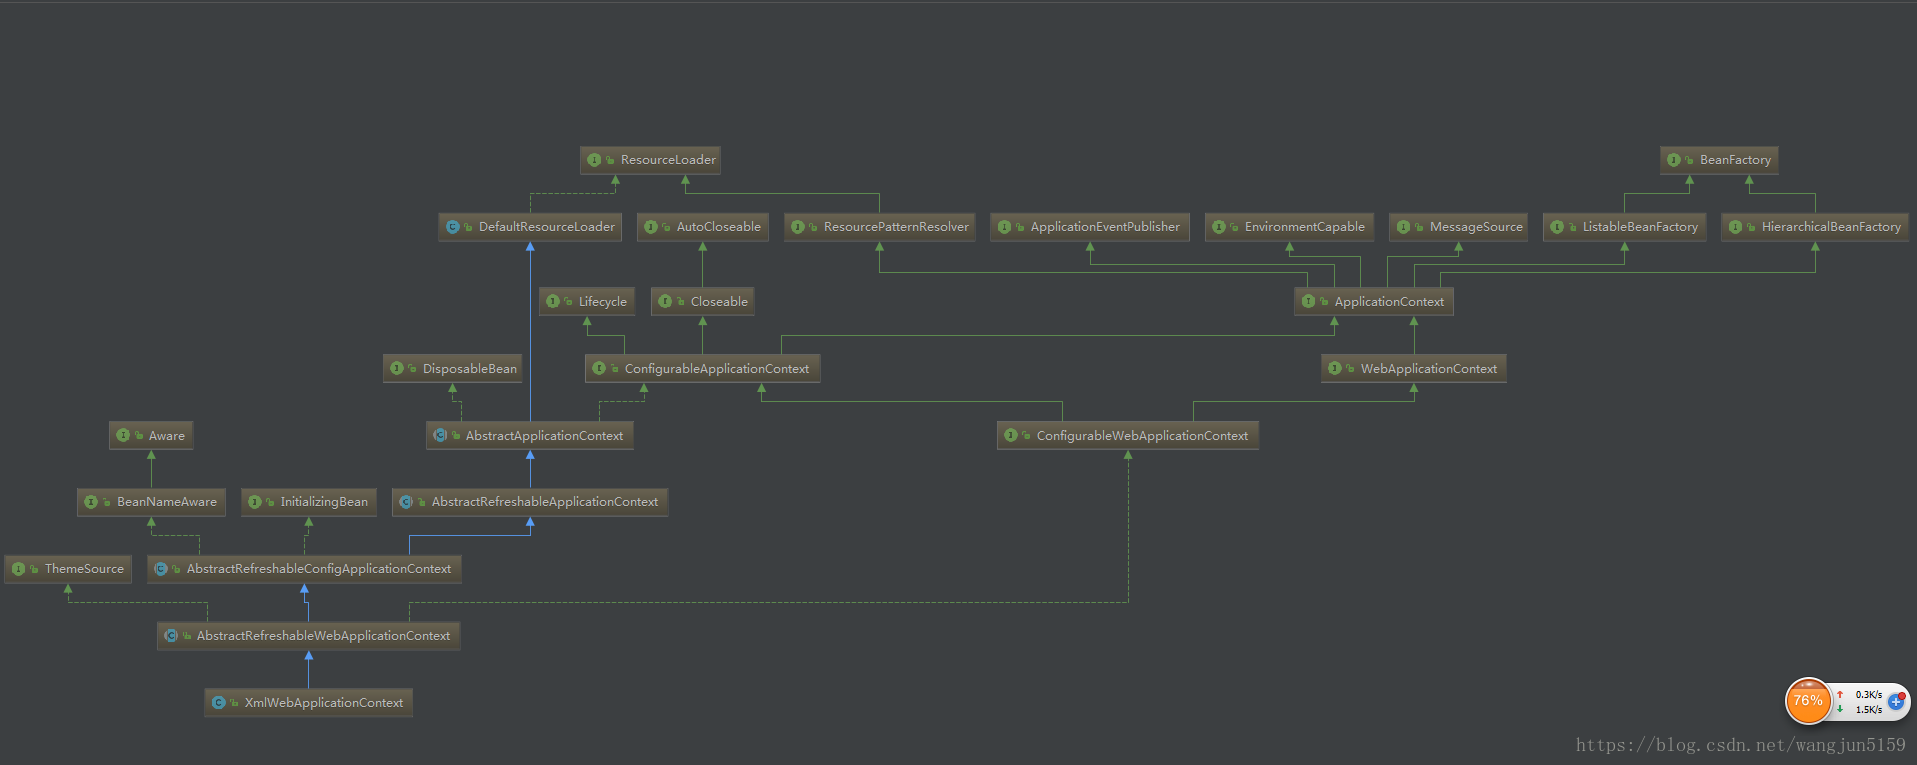 ResourceLoader
BeanFactory
DefaultResourceLoader
AutoCloseable
ResourcePatternResolver
ApplicationEventPublisher
EnvironmentCapable
MessageSource
ListableBeanFactory
HierarchicalBeanFactory
Lifecycle
Closeable
ApplicationContext
DisposableBean
ConfigurableApplicationContext
WebApplicationContext
Aware
AbstractApplicationContext
ConfigurableWebApplicationContext
BeanNameAware
InitializingBean
AbstractRefreshableApplicationContext
ThemeSource
AbstractRefreshableConfigApplicationContext
AbstractRefreshableWebApplicationContext
XmlWebApplicationContext
76%
0.3K/s
1.5K/s
https://blog.csdn.net/wangjun5159